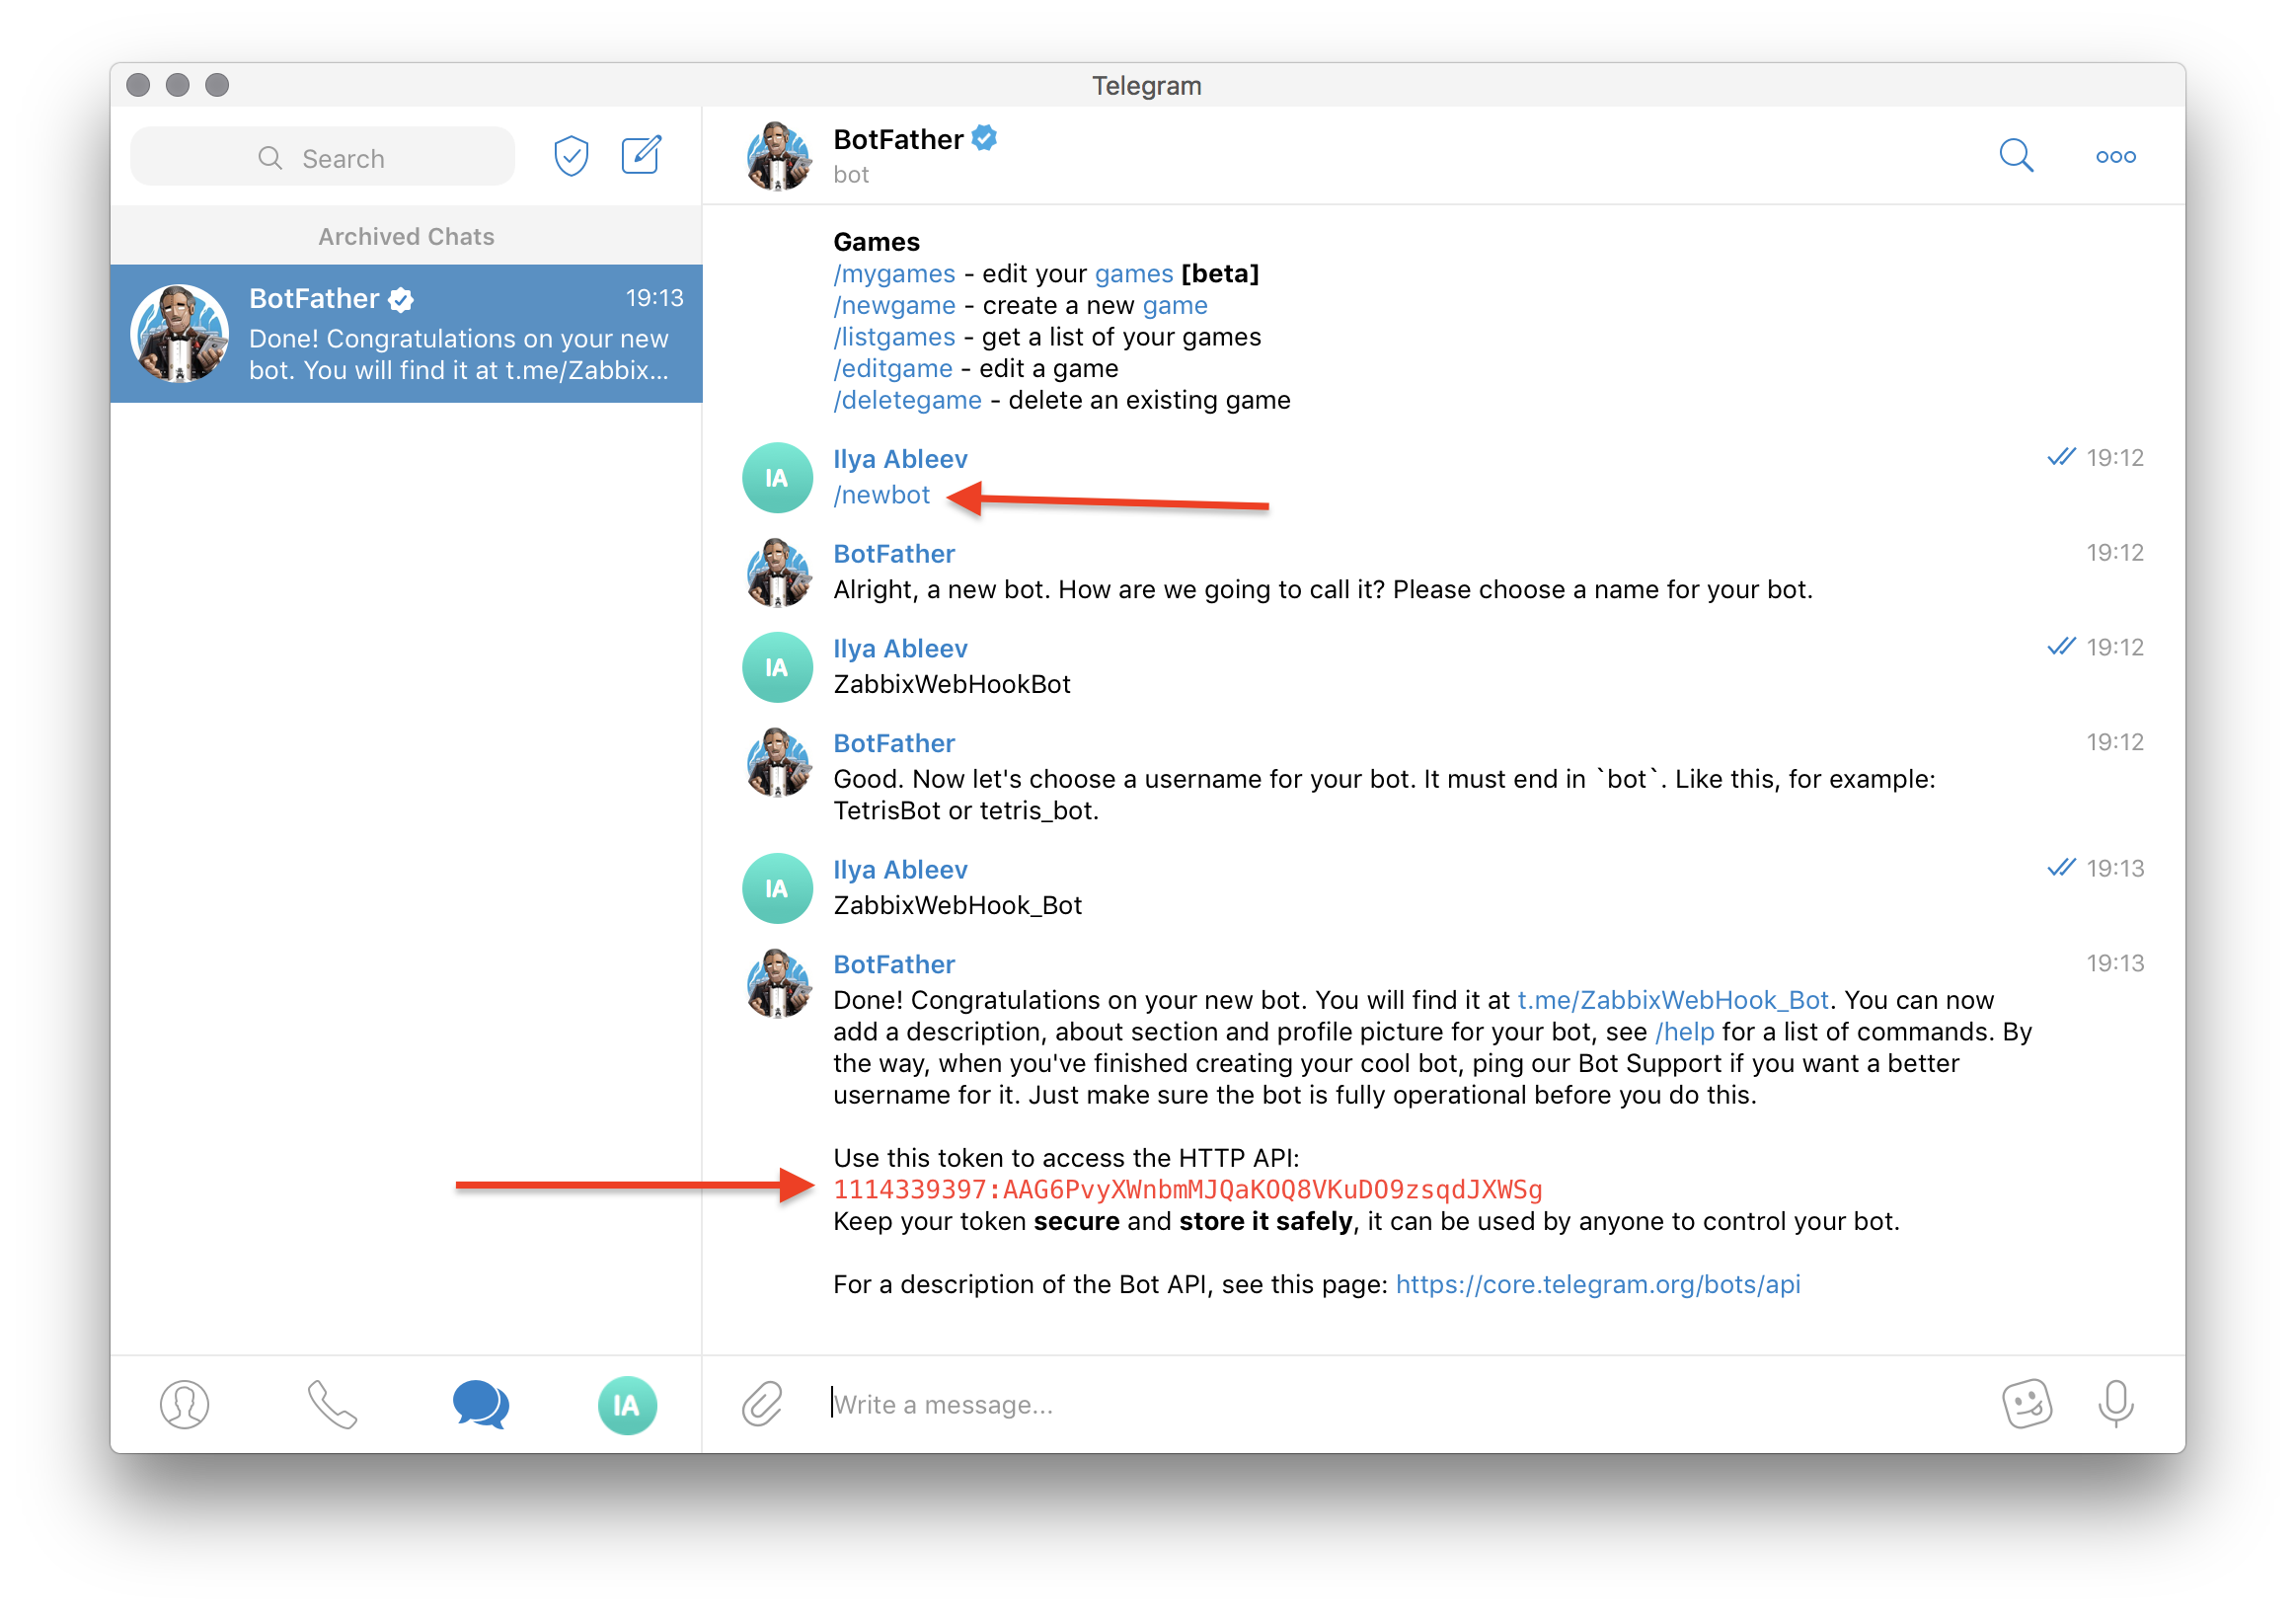 Telegram
Search
Archived Chats
BotFather
19:13
Done! Congratulations on your new
bot. You will find it at t.me/Zabbix...
BotFather
bot
Games
/mygames - edit your games [beta]
/newgame - create a new game
/listgames - get a list of your games
/editgame - edit a game
/deletegame - delete an existing game
IA
Ilya Ableev
19:12
/newbot
BotFather
19:12
Alright, a new bot. How are we going to call it? Please choose a name for your bot.
IA
Ilya Ableev
19:12
ZabbixWebHookBot
BotFather
19:12
Good. Now let's choose a username for your bot. It must end in `bot`. Like this, for example:
TetrisBot or tetris_bot.
IA
Ilya Ableev
19:13
ZabbixWebHook_Bot
BotFather
19:13
Done! Congratulations on your new bot. You will find it at t.me/ZabbixWebHook_Bot. You can now
add a description, about section and profile picture for your bot, see /help for a list of commands. By
the way, when you've finished creating your cool bot, ping our Bot Support if you want a better
username for it. Just make sure the bot is fully operational before you do this.
Use this token to access the HTTP API:
1114339397:AAG6PvyXWnbmMJQaKOQ8VKuDO9zsqdJXWSg
Keep your token secure and store it safely, it can be used by anyone to control your bot.
For a description of the Bot API, see this page: https://core.telegram.org/bots/api
IA
Write a message...